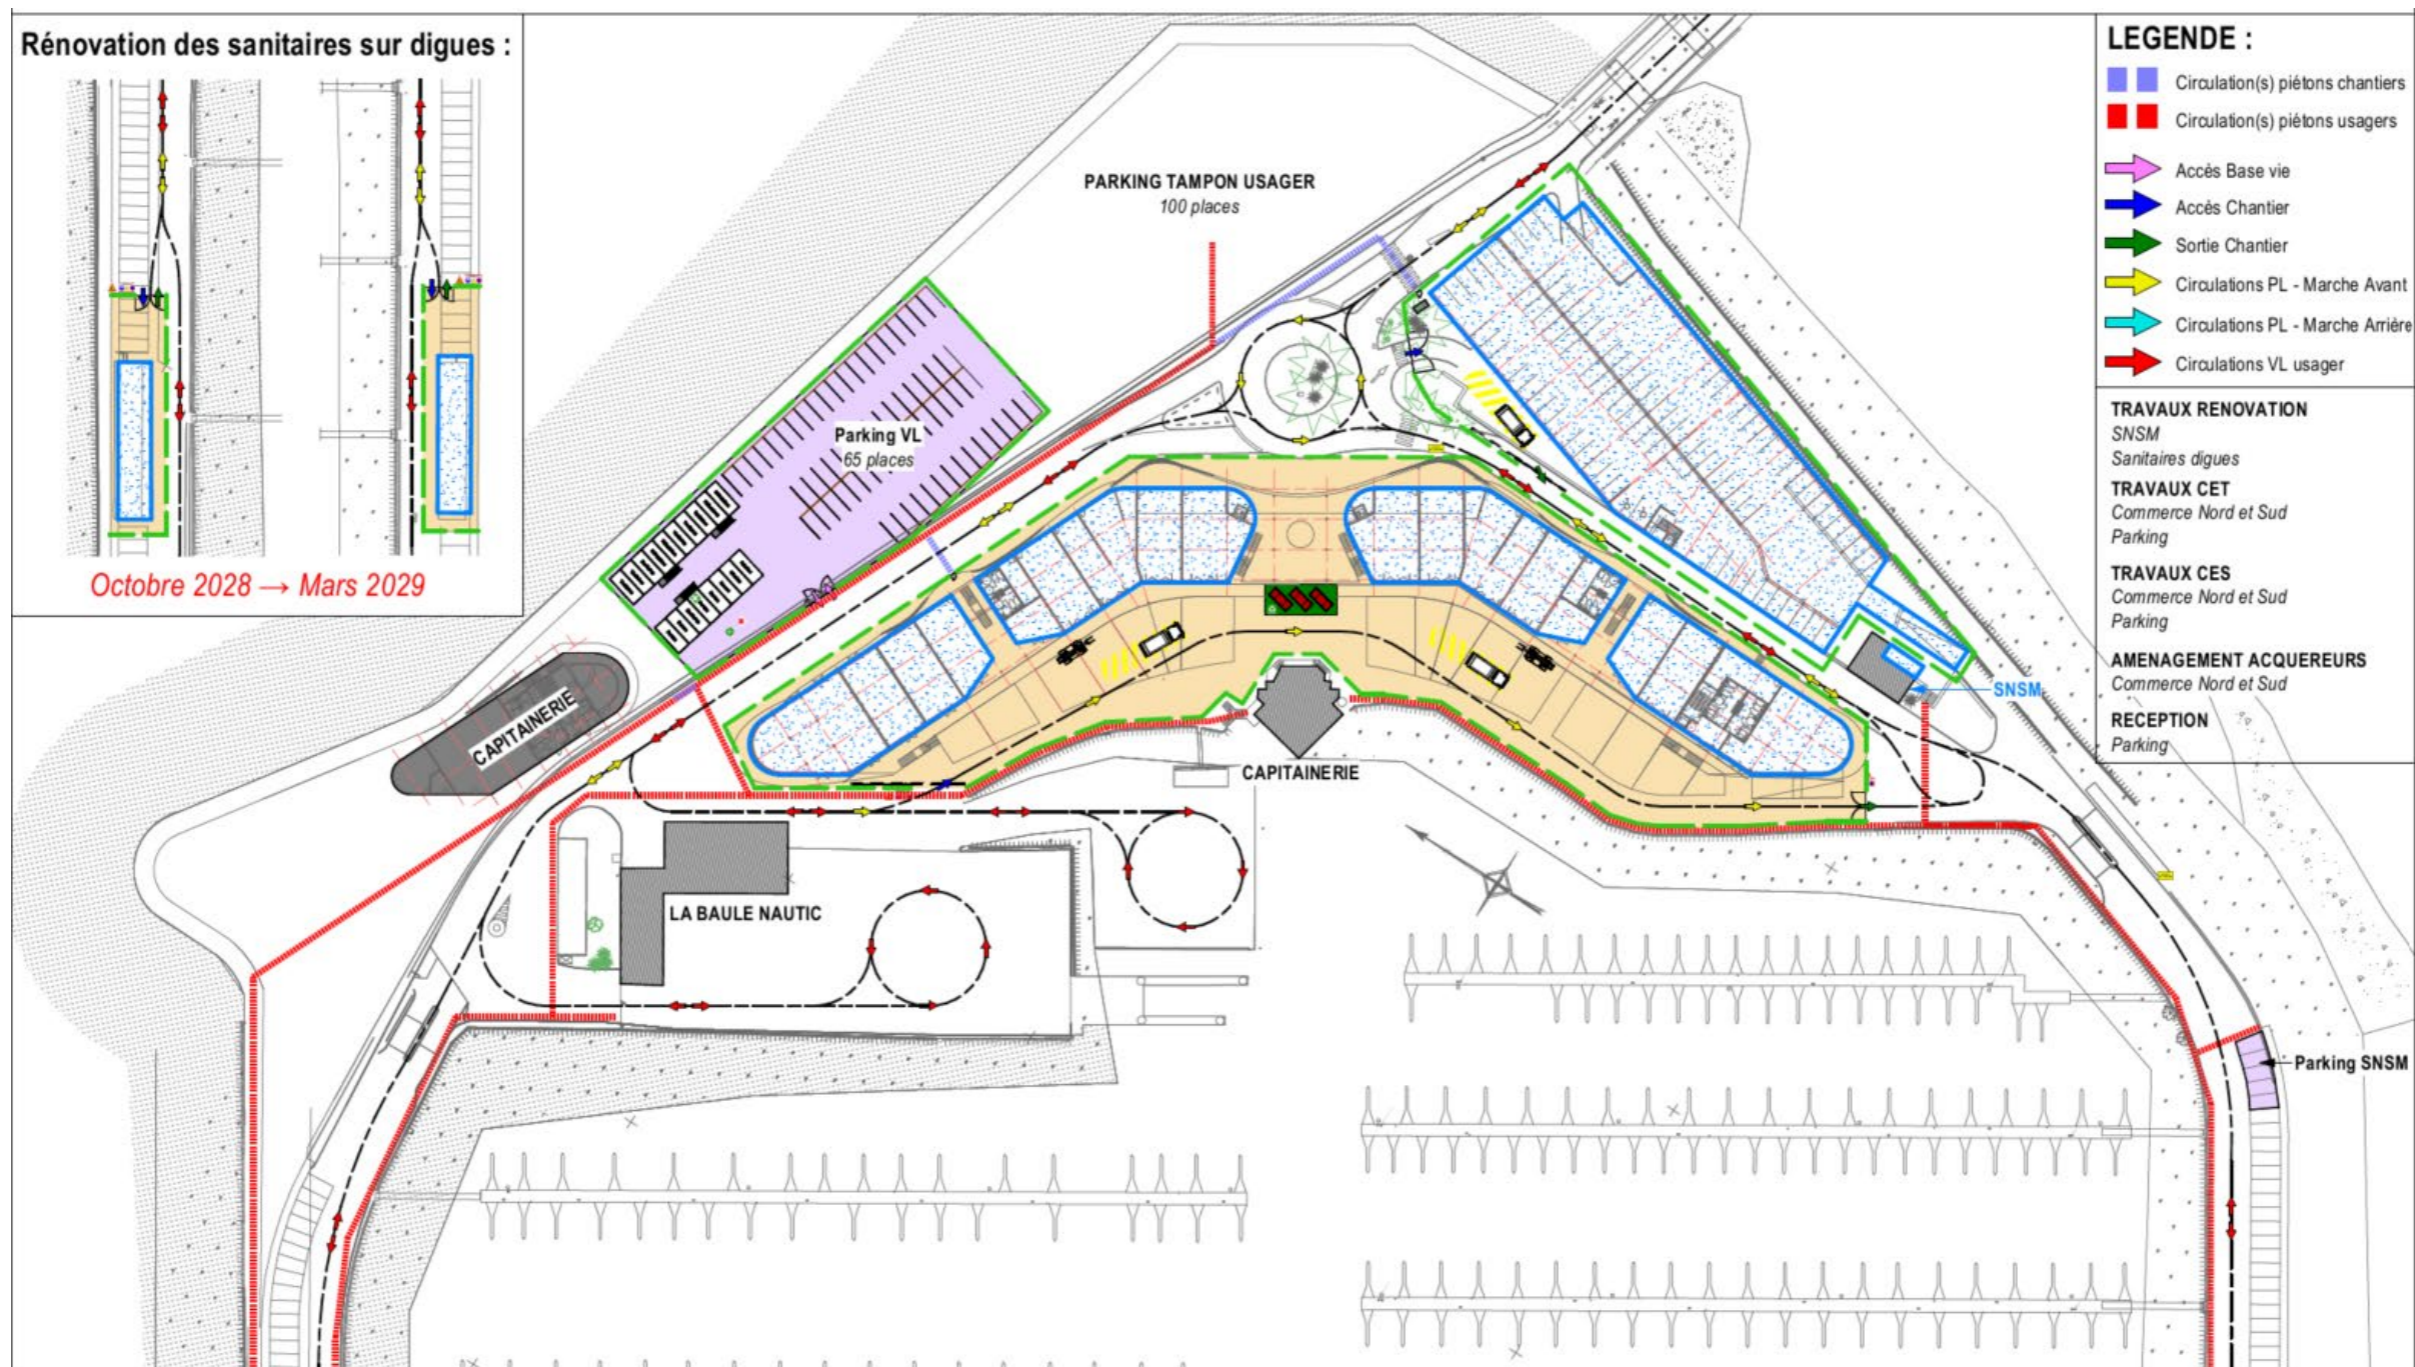 Rénovation des sanitaires sur digues :
Octobre 2028 → Mars 2029
PARKING TAMPON USAGER
100 places
Parking VL
65 places
CAPITAINERIE
CAPITAINERIE
LA BAULE NAUTIC
SNSM
Parking SNSM
LEGENDE :
Circulation(s) piétons chantiers
Circulation(s) piétons usagers
Accès Base vie
Accès Chantier
Sortie Chantier
Circulations PL - Marche Avant
Circulations PL - Marche Arrière
Circulations VL usager
TRAVAUX RENOVATION
SNSM
Sanitaires digues
TRAVAUX CET
Commerce Nord et Sud
Parking
TRAVAUX CES
Commerce Nord et Sud
Parking
AMENAGEMENT ACQUEREURS
Commerce Nord et Sud
RECEPTION
Parking